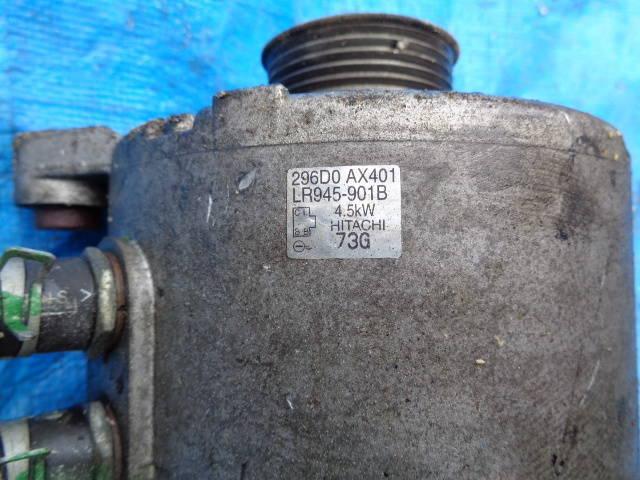 296D0 AX401
LR945-901B
4.5kW
HITACHI
73G